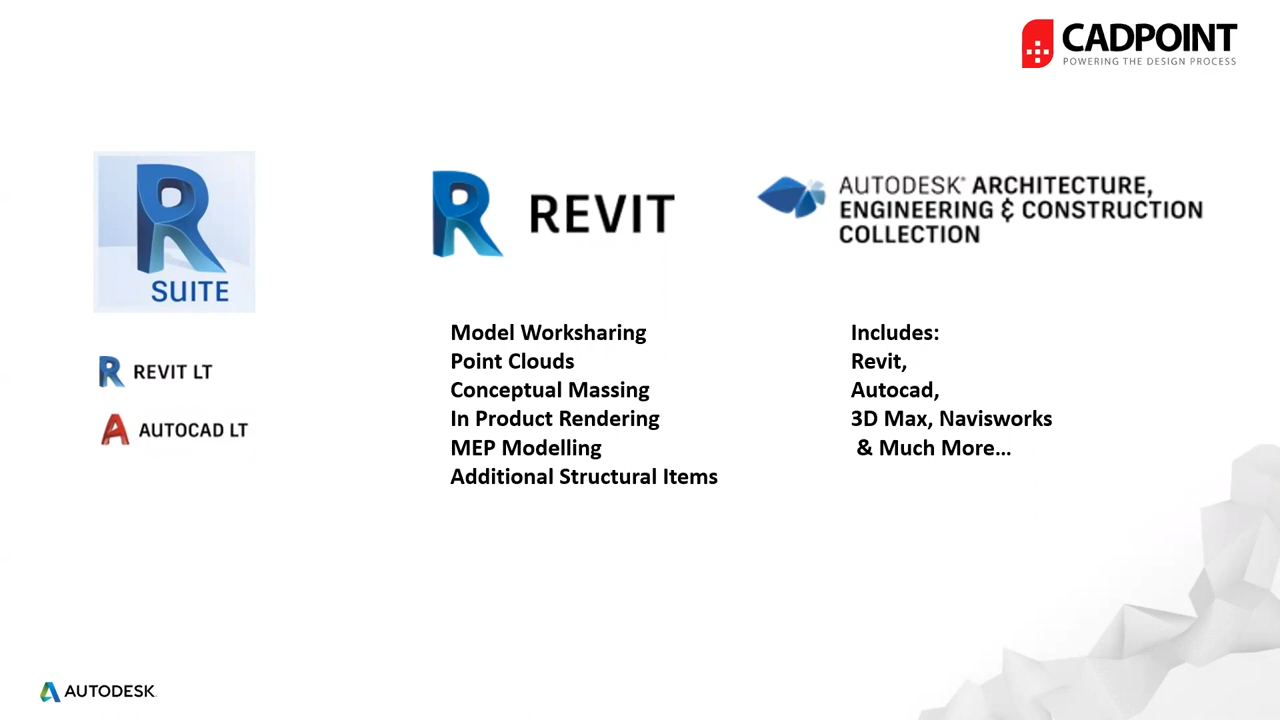 CADPOINT
POWERING THE DESIGN PROCESS
SUITE
REVIT LT
AUTOCAD LT
REVIT
Model Worksharing
Point Clouds
Conceptual Massing
In Product Rendering
MEP Modelling
Additional Structural Items
AUTODESK® ARCHITECTURE,
ENGINEERING & CONSTRUCTION
COLLECTION
Includes:
Revit,
Autocad,
3D Max, Navisworks
& Much More...
AUTODESK.